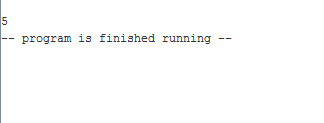 5
-- program is finished running --